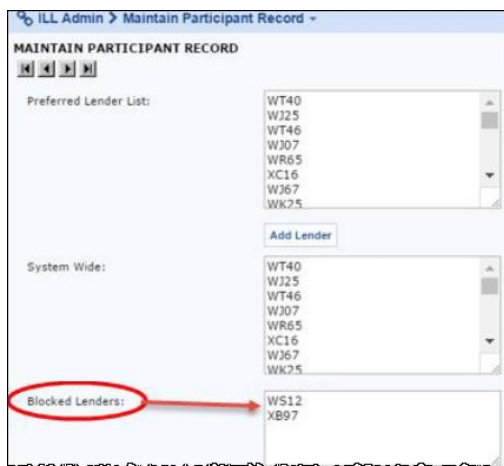 ILL Admin > Maintain Participant Record
MAINTAIN PARTICIPANT RECORD
Preferred Lender List:
WT40
WJ25
WT46
WJ07
WR65
XC16
WJ67
WK25
Add Lender
System Wide:
WT40
WJ25
WT46
WJ07
WR65
XC16
WJ67
WK25
Blocked Lenders:
WS12
XB97